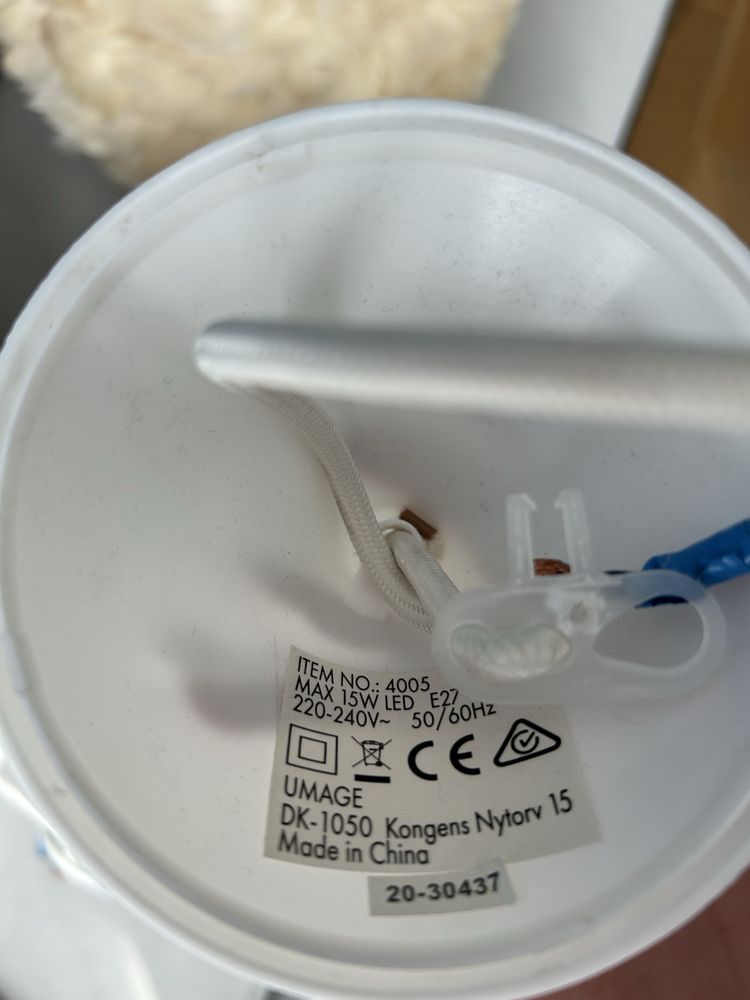 ITEM NO.: 4005
MAX 15W LED E27
220-240V~ 50/60Hz
CE
UMAGE
DK-1050 Kongens Nytorv 15
Made in China
20-30437